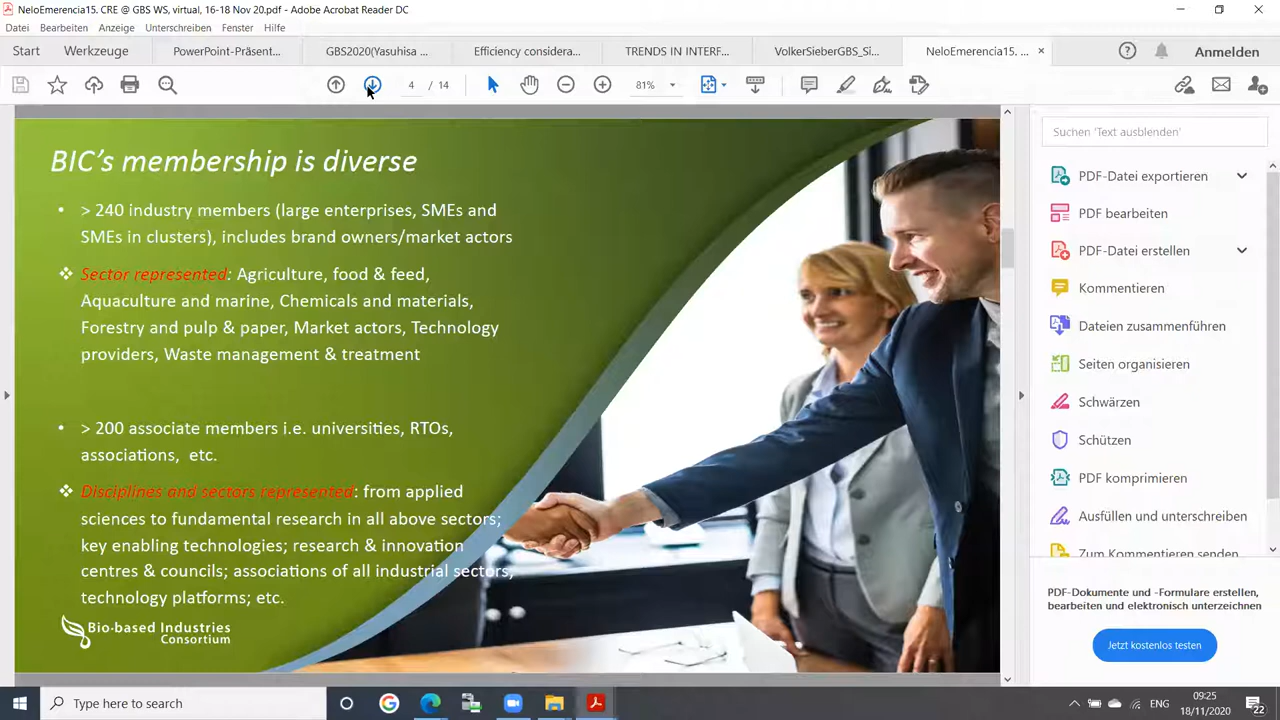 NeloEmerencia15. CRE @ GBS WS, virtual, 16-18 Nov 20.pdf - Adobe Acrobat Reader DC
Datei Bearbeiten Anzeige Unterschreiben Fenster Hilfe
Start Werkzeuge PowerPoint-Präsent... GBS2020(Yasuhisa ... Efficiency considera... TRENDS IN INTERF... VolkerSieberGBS_Si... NeloEmerencia15. ... × Anmelden
4 / 14 81%
BIC's membership is diverse
• > 240 industry members (large enterprises, SMEs and
SMEs in clusters), includes brand owners/market actors
❖ Sector represented: Agriculture, food & feed,
Aquaculture and marine, Chemicals and materials,
Forestry and pulp & paper, Market actors, Technology
providers, Waste management & treatment
• > 200 associate members i.e. universities, RTOs,
associations, etc.
❖ Disciplines and sectors represented: from applied
sciences to fundamental research in all above sectors;
key enabling technologies; research & innovation
centres & councils; associations of all industrial sectors;
technology platforms; etc.
Bio-based Industries
Consortium
Suchen 'Text ausblenden'
PDF-Datei exportieren
PDF bearbeiten
PDF-Datei erstellen
Kommentieren
Dateien zusammenführen
Seiten organisieren
Schwärzen
Schützen
PDF komprimieren
Ausfüllen und unterschreiben
Zum Kommentieren senden
PDF-Dokumente und -Formulare erstellen,
bearbeiten und elektronisch unterzeichnen
Jetzt kostenlos testen
Type here to search
ENG
09:25
18/11/2020
22